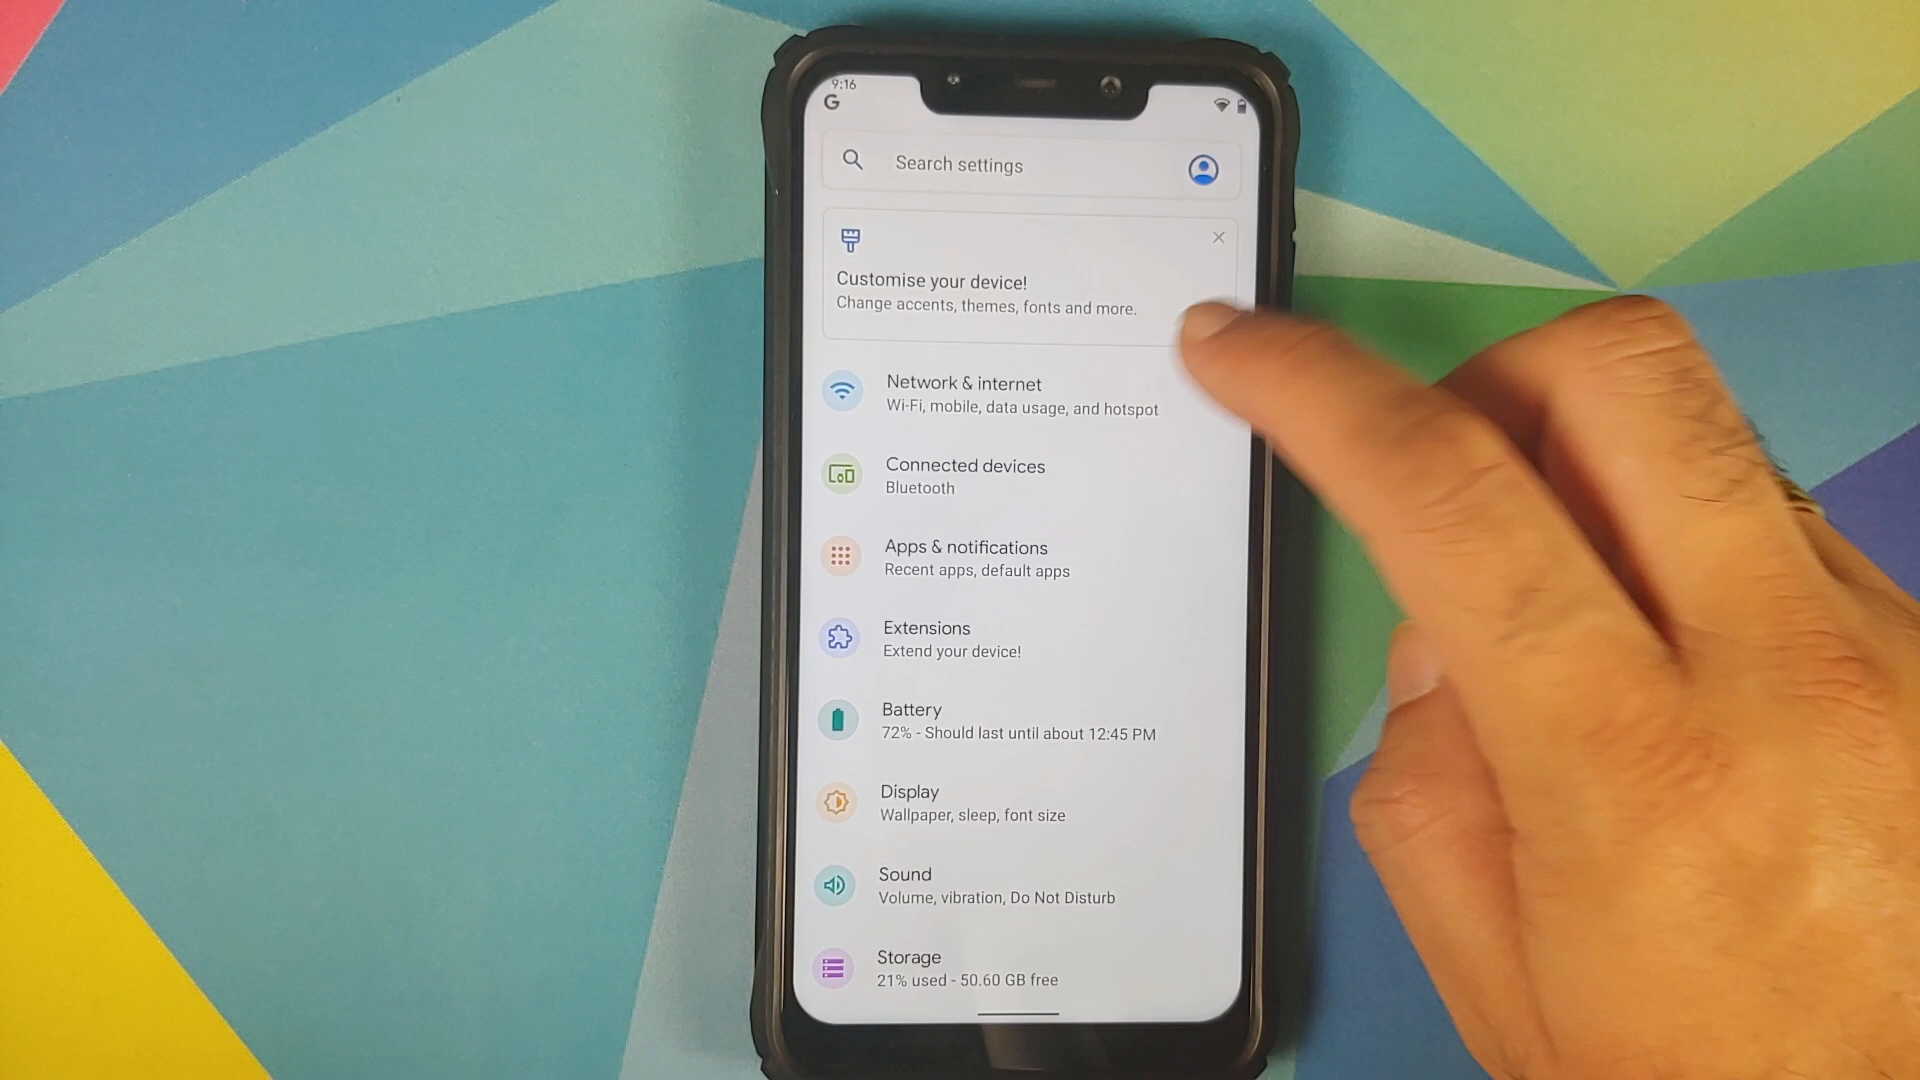 9:16
G
Search settings
Customise your device!
Change accents, themes, fonts and more.
Network & internet
Wi-Fi, mobile, data usage, and hotspot
Connected devices
Bluetooth
Apps & notifications
Recent apps, default apps
Extensions
Extend your device!
Battery
72% - Should last until about 12:45 PM
Display
Wallpaper, sleep, font size
Sound
Volume, vibration, Do Not Disturb
Storage
21% used - 50.60 GB free